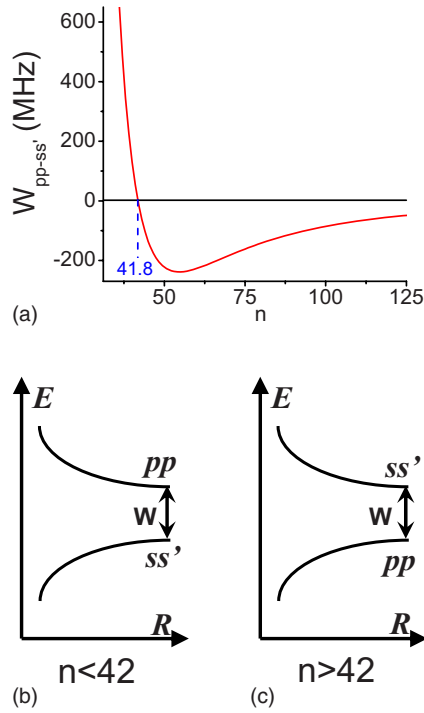 600
400
200
0
-200
W_pp-ss' (MHz)
41.8
50
75
100
125
n
(a)
E
pp
W
ss'
R
n<42
(b)
E
ss'
W
pp
R
n>42
(c)